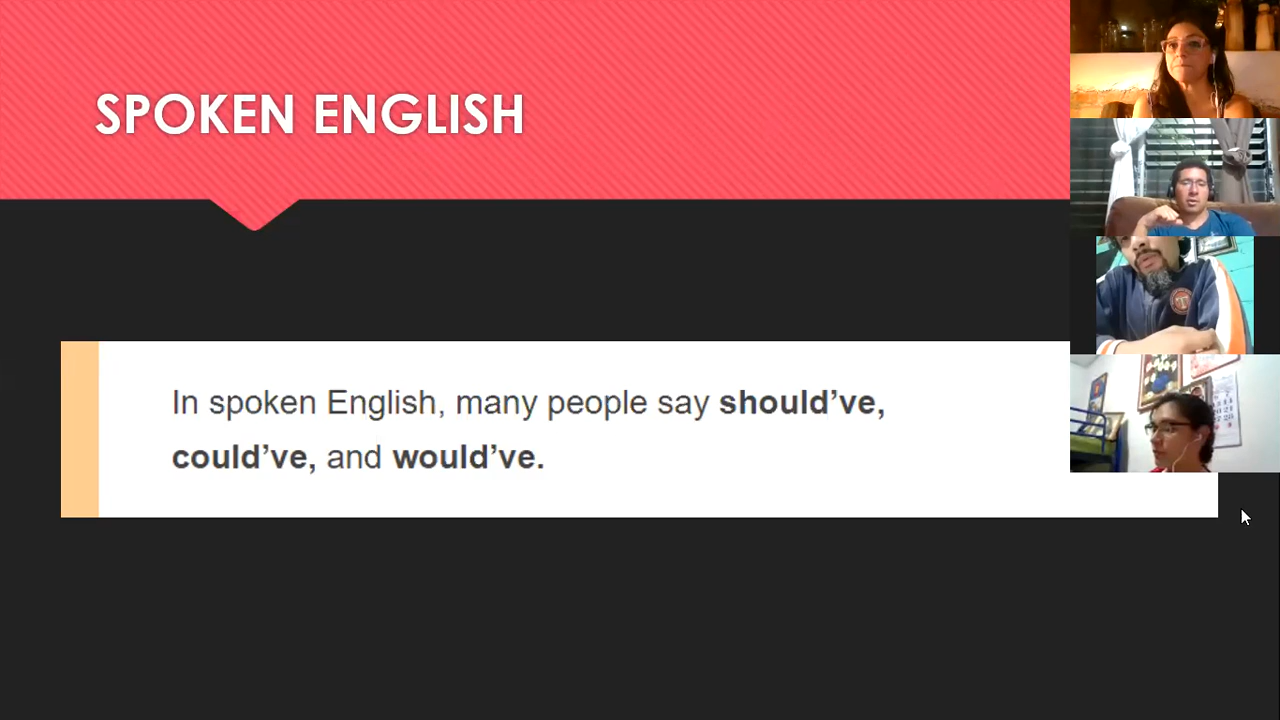 SPOKEN ENGLISH
In spoken English, many people say should’ve,
could’ve, and would’ve.